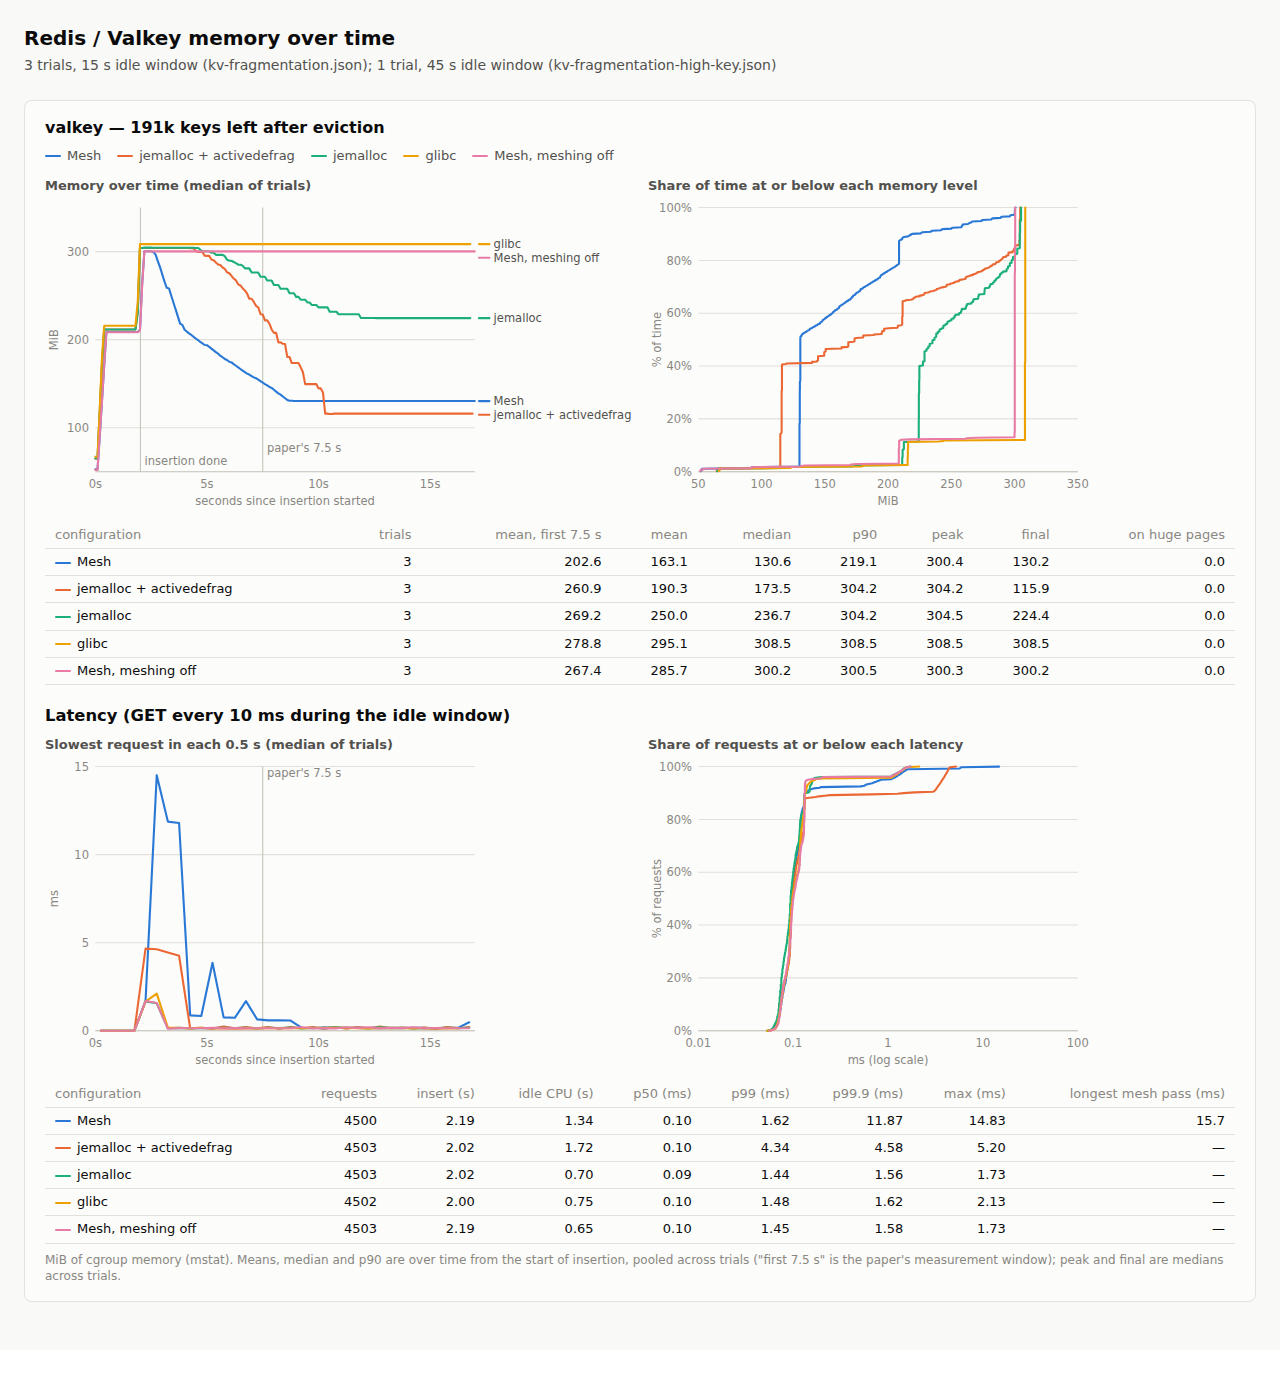 Redis / Valkey memory over time
3 trials, 15 s idle window (kv-fragmentation.json); 1 trial, 45 s idle window (kv-fragmentation-high-key.json)
valkey — 191k keys left after eviction
Mesh jemalloc + activedefrag jemalloc glibc Mesh, meshing off
Memory over time (median of trials)
300
200
100
MiB
insertion done
paper's 7.5 s
glibc
Mesh, meshing off
jemalloc
Mesh
jemalloc + activedefrag
0s 5s 10s 15s
seconds since insertion started
Share of time at or below each memory level
100%
80%
60%
40%
20%
0%
% of time
50 100 150 200 250 300 350
MiB
configuration trials mean, first 7.5 s mean median p90 peak final on huge pages
Mesh 3 202.6 163.1 130.6 219.1 300.4 130.2 0.0
jemalloc + activedefrag 3 260.9 190.3 173.5 304.2 304.2 115.9 0.0
jemalloc 3 269.2 250.0 236.7 304.2 304.5 224.4 0.0
glibc 3 278.8 295.1 308.5 308.5 308.5 308.5 0.0
Mesh, meshing off 3 267.4 285.7 300.2 300.5 300.3 300.2 0.0
Latency (GET every 10 ms during the idle window)
Slowest request in each 0.5 s (median of trials)
15
10
5
0
ms
paper's 7.5 s
0s 5s 10s 15s
seconds since insertion started
Share of requests at or below each latency
100%
80%
60%
40%
20%
0%
% of requests
0.01 0.1 1 10 100
ms (log scale)
configuration requests insert (s) idle CPU (s) p50 (ms) p99 (ms) p99.9 (ms) max (ms) longest mesh pass (ms)
Mesh 4500 2.19 1.34 0.10 1.62 11.87 14.83 15.7
jemalloc + activedefrag 4503 2.02 1.72 0.10 4.34 4.58 5.20 —
jemalloc 4503 2.02 0.70 0.09 1.44 1.56 1.73 —
glibc 4502 2.00 0.75 0.10 1.48 1.62 2.13 —
Mesh, meshing off 4503 2.19 0.65 0.10 1.45 1.58 1.73 —
MiB of cgroup memory (mstat). Means, median and p90 are over time from the start of insertion, pooled across trials ("first 7.5 s" is the paper's measurement window); peak and final are medians
across trials.